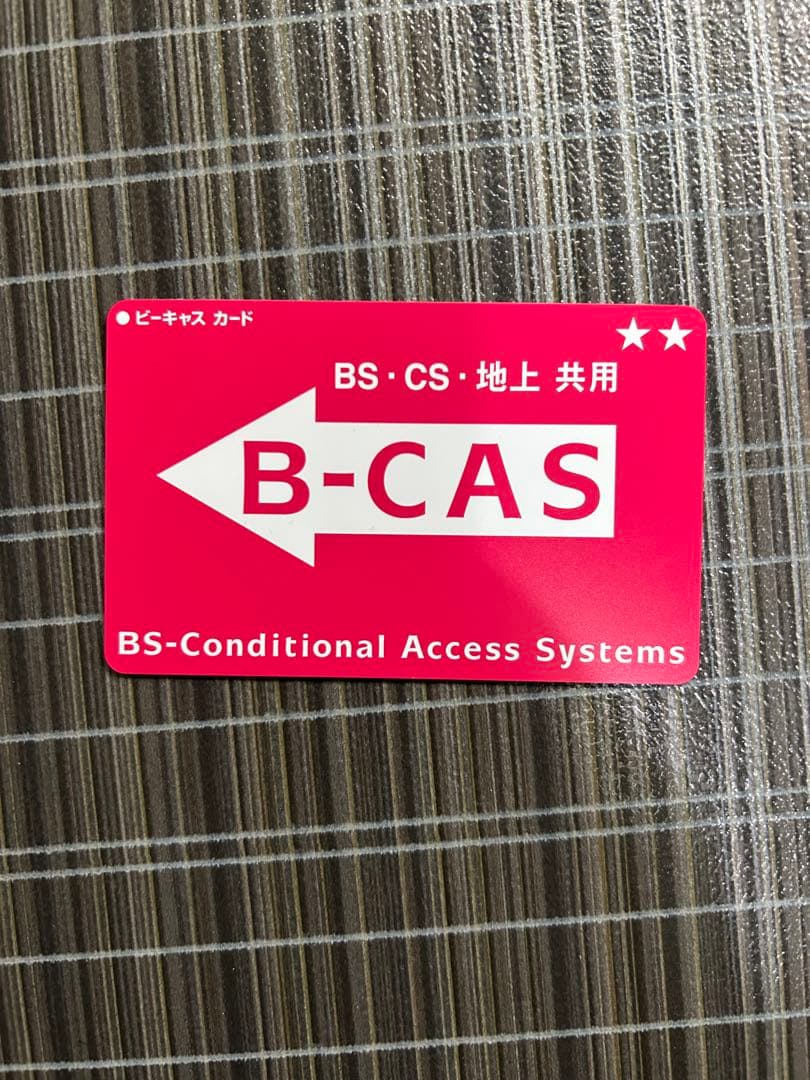 ●ビーキャス カード
★★
BS・CS・地上 共用
B-CAS
BS-Conditional Access Systems